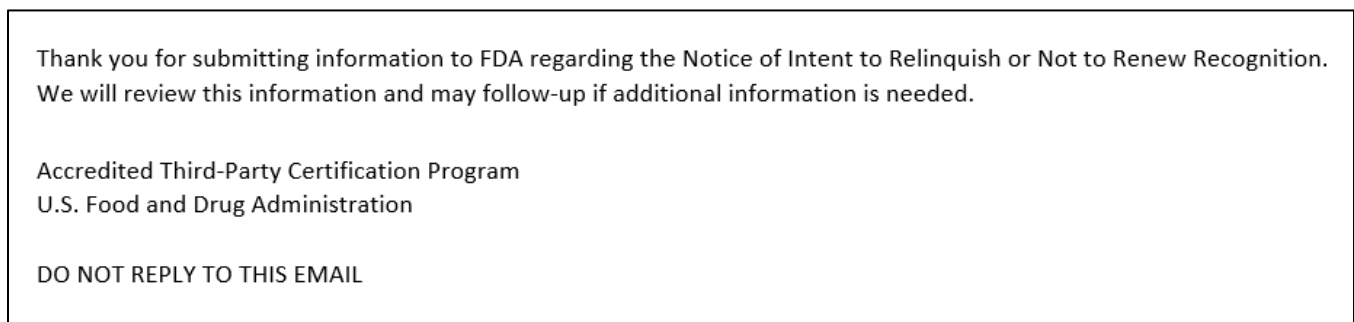 Thank you for submitting information to FDA regarding the Notice of Intent to Relinquish or Not to Renew Recognition.
We will review this information and may follow-up if additional information is needed.
Accredited Third-Party Certification Program
U.S. Food and Drug Administration
DO NOT REPLY TO THIS EMAIL